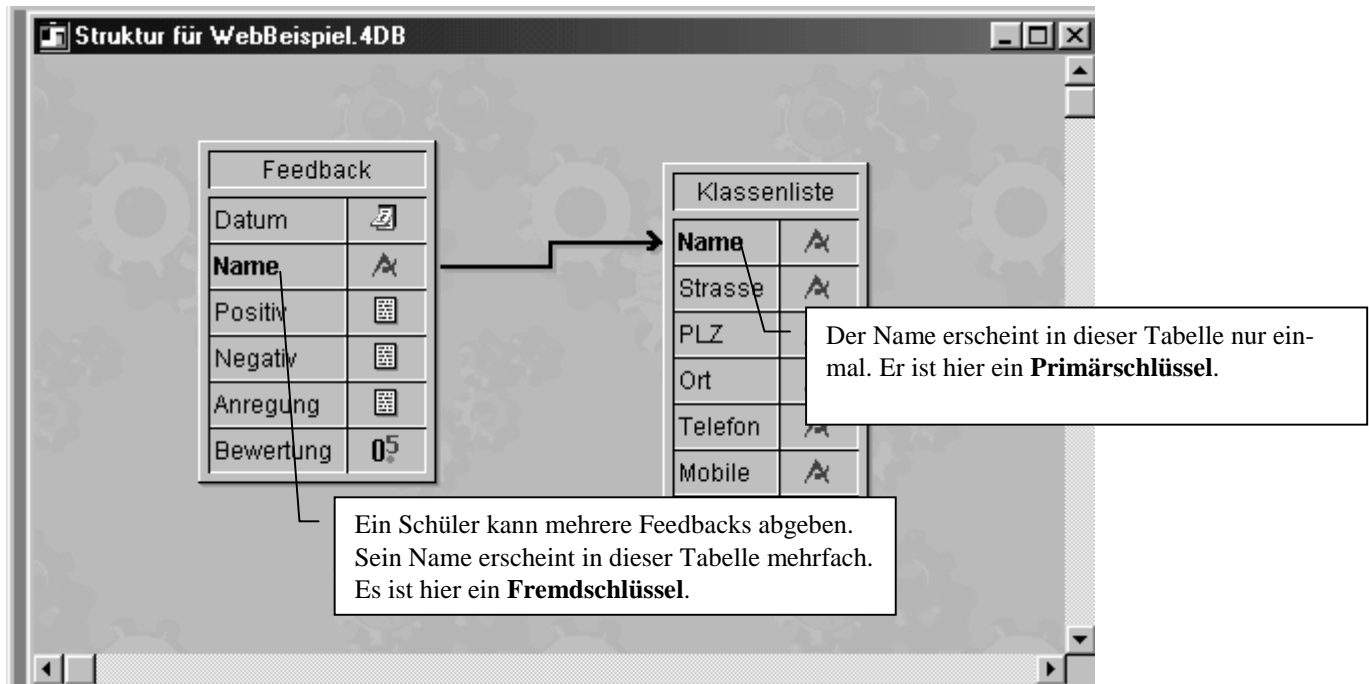 Struktur für WebBeispiel.4DB
Feedback
Datum
Name
Positiv
Negativ
Anregung
Bewertung
05
Klassenliste
Name
Strasse
PLZ
Ort
Telefon
Mobile
Der Name erscheint in dieser Tabelle nur ein-
mal. Er ist hier ein Primärschlüssel.
Ein Schüler kann mehrere Feedbacks abgeben.
Sein Name erscheint in dieser Tabelle mehrfach.
Es ist hier ein Fremdschlüssel.